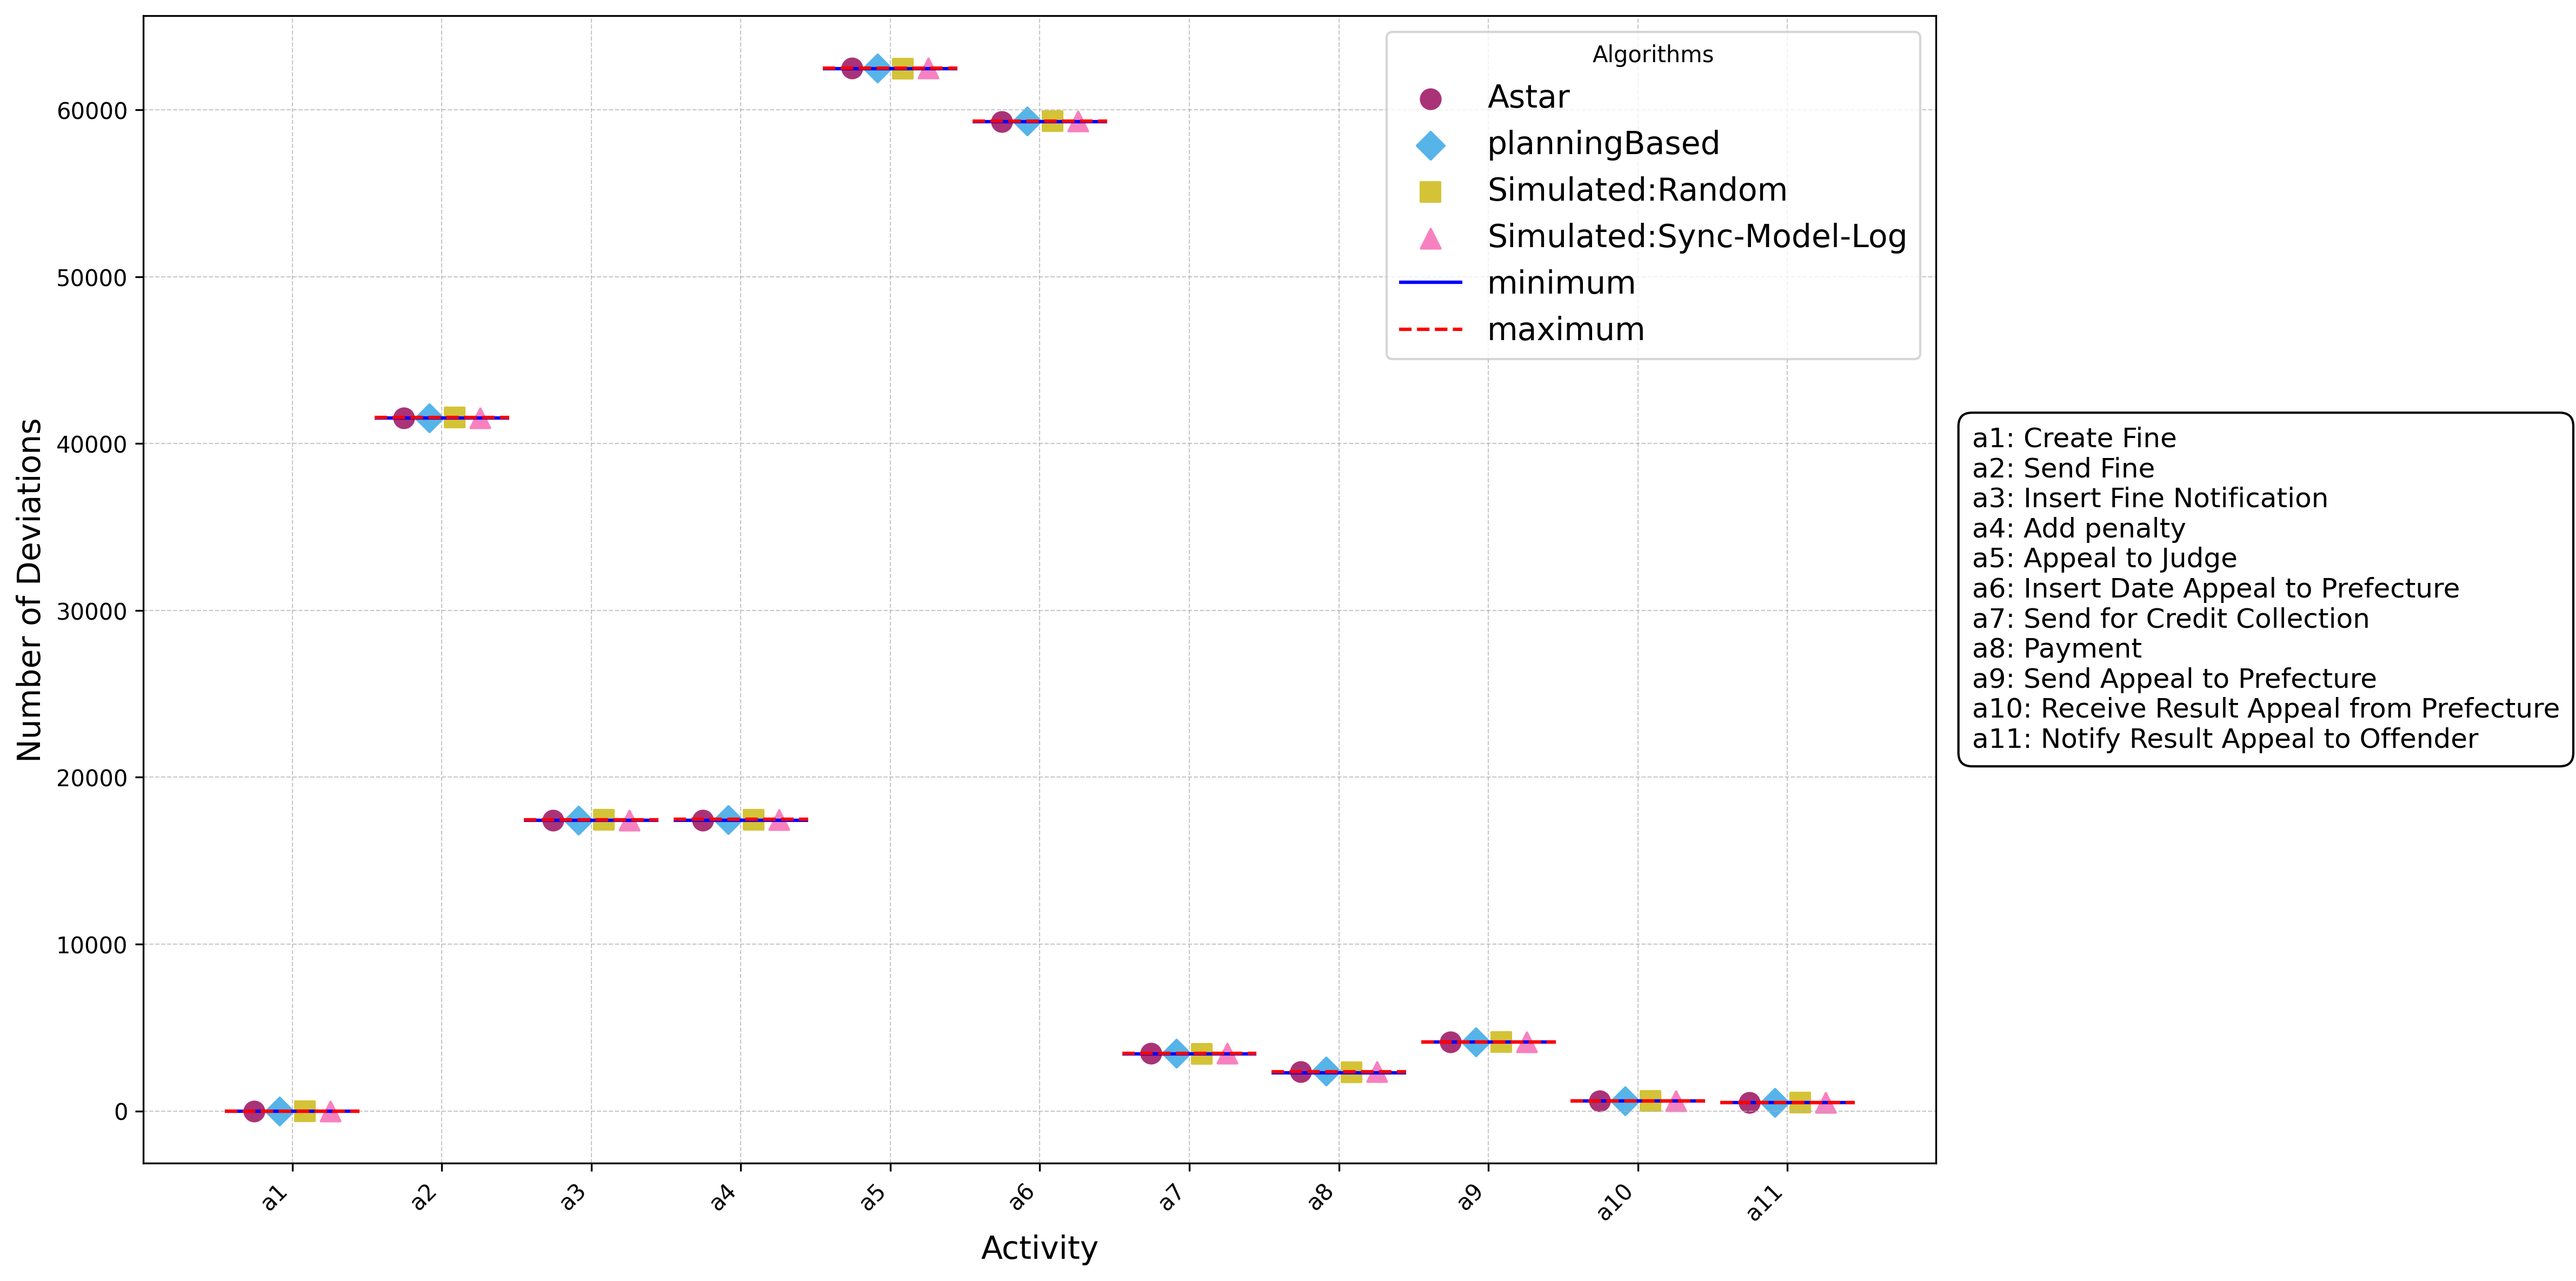 Algorithms
Astar
planningBased
Simulated:Random
Simulated:Sync-Model-Log
minimum
maximum
60000
50000
40000
30000
20000
10000
0
Number of Deviations
a1
a2
a3
a4
a5
a6
a7
a8
a9
a10
a11
Activity
a1: Create Fine
a2: Send Fine
a3: Insert Fine Notification
a4: Add penalty
a5: Appeal to Judge
a6: Insert Date Appeal to Prefecture
a7: Send for Credit Collection
a8: Payment
a9: Send Appeal to Prefecture
a10: Receive Result Appeal from Prefecture
a11: Notify Result Appeal to Offender